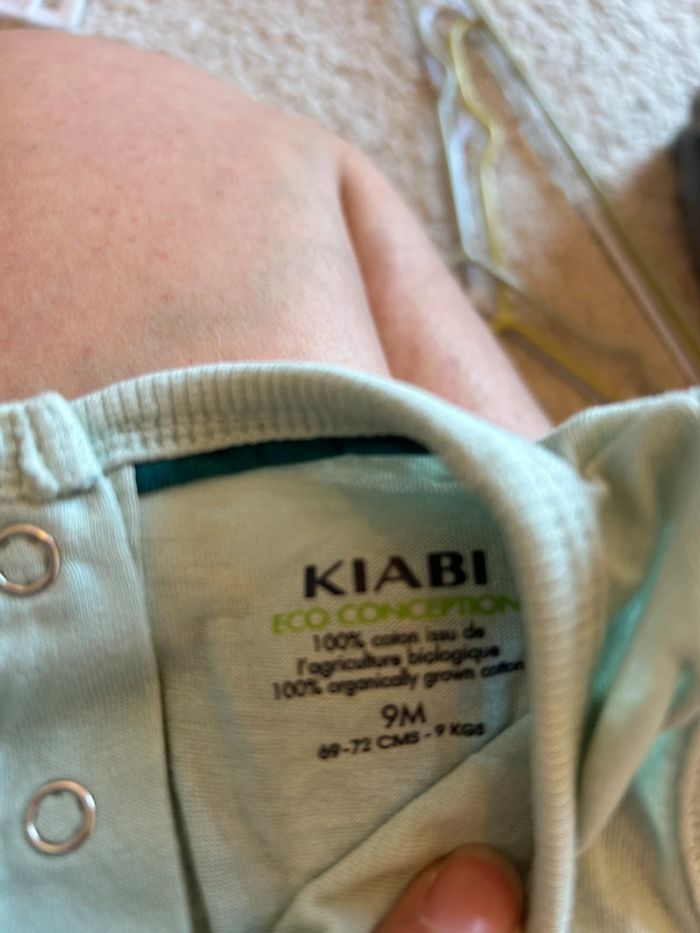 KIABI
ECO CONCEPTION
100% coton issu de
l'agriculture biologique
100% organically grown cotton
9M
69-72 CMS - 9 KGS